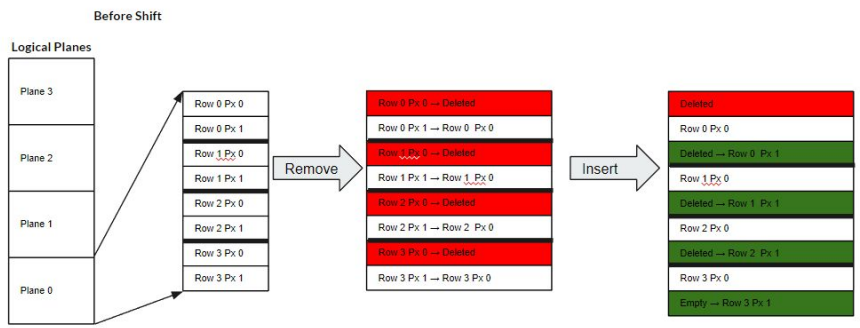 Before Shift
Logical Planes
Plane 3
Plane 2
Plane 1
Plane 0
Row 0 Px 0
Row 0 Px 1
Row 1 Px 0
Row 1 Px 1
Row 2 Px 0
Row 2 Px 1
Row 3 Px 0
Row 3 Px 1
Remove
Row 0 Px 0 → Deleted
Row 0 Px 1 → Row 0 Px 0
Row 1 Px 0 → Deleted
Row 1 Px 1 → Row 1 Px 0
Row 2 Px 0 → Deleted
Row 2 Px 1 → Row 2 Px 0
Row 3 Px 0 → Deleted
Row 3 Px 1 → Row 3 Px 0
Insert
Deleted
Row 0 Px 0
Deleted → Row 0 Px 1
Row 1 Px 0
Deleted → Row 1 Px 1
Row 2 Px 0
Deleted → Row 2 Px 1
Row 3 Px 0
Empty → Row 3 Px 1